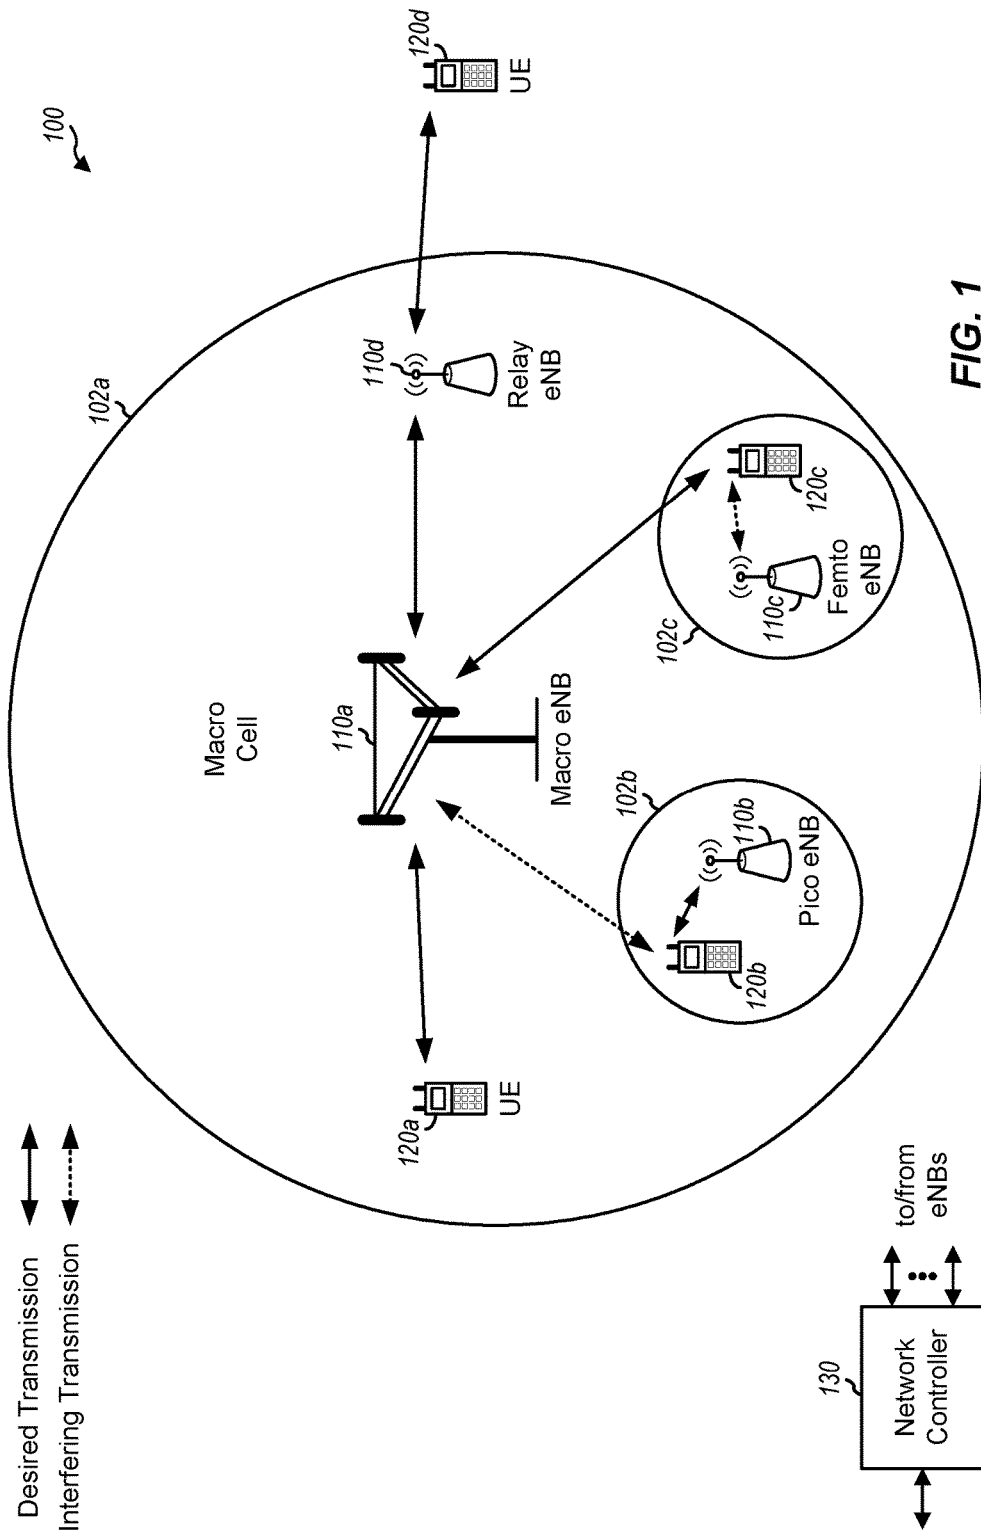 Desired Transmission
Interfering Transmission
100
102a
Macro
Cell
110a
Macro eNB
120a
UE
110d
Relay
eNB
120d
UE
102b
110b
Pico eNB
120b
102c
110c
Femto
eNB
120c
130
Network
Controller
to/from
eNBs
FIG. 1